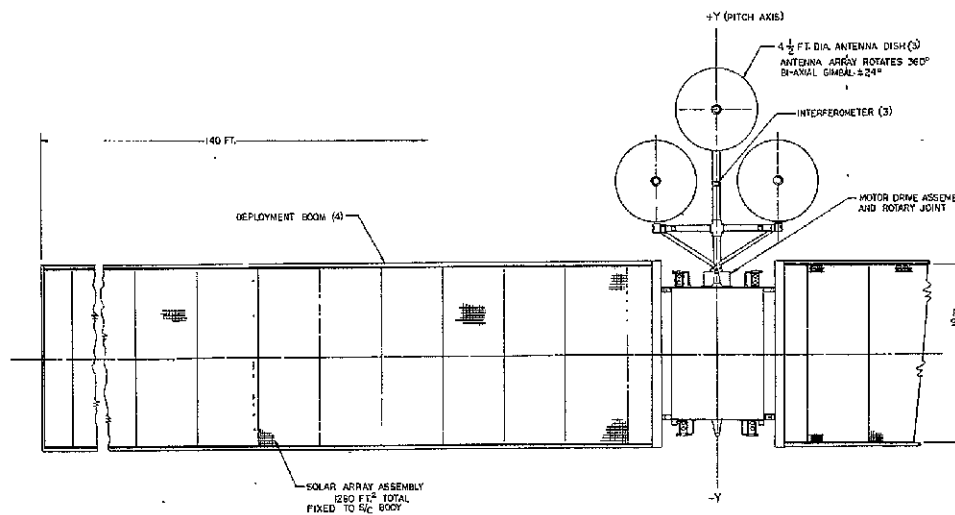 +Y (PITCH AXIS)
4 1/2 FT. DIA. ANTENNA DISH (3)
ANTENNA ARRAY ROTATES 360°
BI-AXIAL GIMBAL ±24°
INTERFEROMETER (3)
140 FT.
MOTOR DRIVE ASSEMB
AND ROTARY JOINT
DEPLOYMENT BOOM (4)
SOLAR ARRAY ASSEMBLY
FT.² TOTAL
FIXED TO S/C BODY
-Y